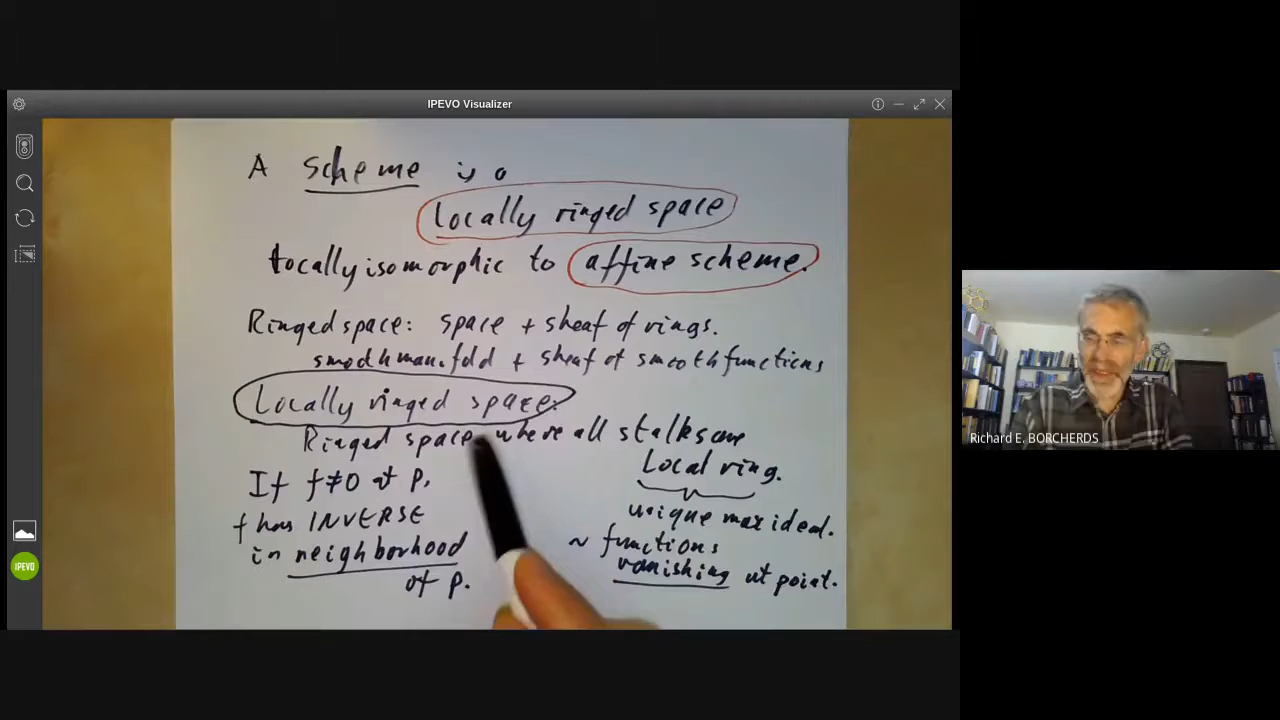 IPEVO Visualizer
A scheme is a
locally ringed space
locally isomorphic to affine scheme.
Ringed space: space + sheaf of rings.
smooth manifold + sheaf of smooth functions
Locally ringed space:
Ringed space where all stalks are
Local ring.
unique max ideal.
~ functions
vanishing at point.
If f≠0 at p.
f has INVERSE
in neighborhood
of p.
Richard E. BORCHERDS
IPEVO